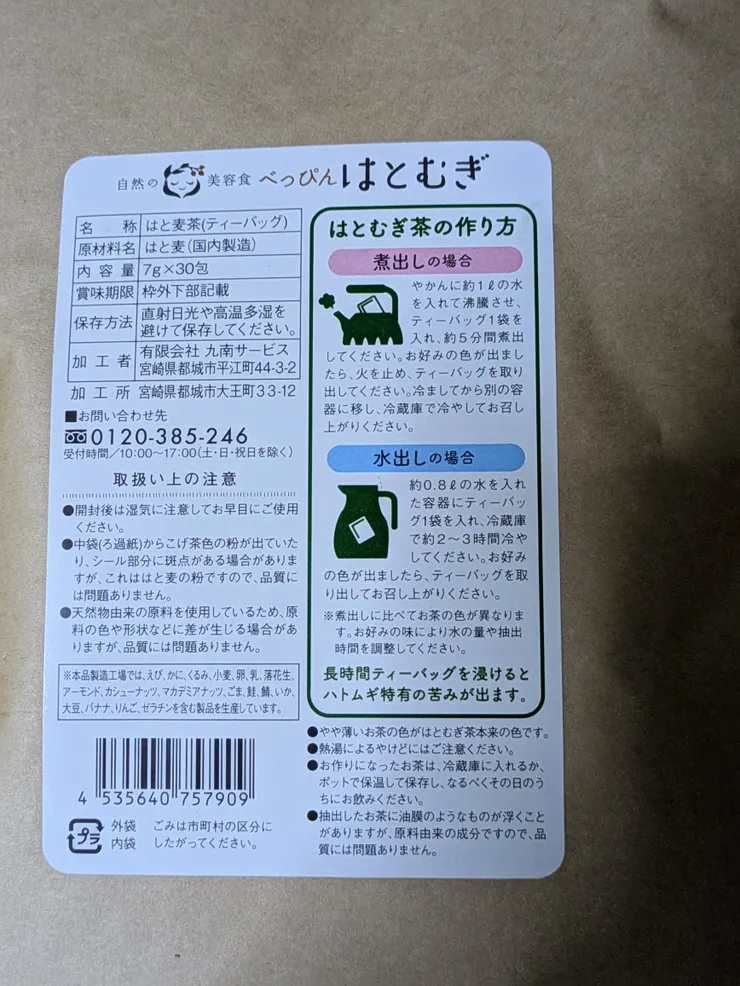 自然の 美容食 べっぴん はとむぎ
名称 はと麦茶(ティーバッグ)
原材料名 はと麦(国内製造)
内容量 7g×30包
賞味期限 枠外下部記載
保存方法 直射日光や高温多湿を
避けて保存してください。
加工者 有限会社 九南サービス
宮崎県都城市平江町44-3-2
加工所 宮崎県都城市大王町33-12
■お問い合わせ先
0120-385-246
受付時間/10:00～17:00(土・日・祝日を除く)
取扱い上の注意
●開封後は湿気に注意してお早目にご使用
ください。
●中袋(ろ過紙)からこげ茶色の粉が出ていた
り、シール部分に斑点がある場合がありま
すが、これははと麦の粉ですので、品質に
は問題ありません。
●天然物由来の原料を使用しているため、原
料の色や形状などに差が生じる場合があ
りますが、品質には問題ありません。
※本品製造工場では、えび、かに、くるみ、小麦、卵、乳、落花生、
アーモンド、カシューナッツ、マカデミアナッツ、ごま、鮭、鯖、いか、
大豆、バナナ、りんご、ゼラチンを含む製品を生産しています。
4 535640 757909
プラ
外袋
内袋
ごみは市町村の区分に
したがってください。
はとむぎ茶の作り方
煮出しの場合
やかんに約1ℓの水
を入れて沸騰させ、
ティーバッグ1袋を
入れ、約5分間煮出
してください。お好みの色が出まし
たら、火を止め、ティーバッグを取り
出してください。冷ましてから別の容
器に移し、冷蔵庫で冷やしてお召し
上がりください。
水出しの場合
約0.8ℓの水を入れ
た容器にティーバッ
グ1袋を入れ、冷蔵庫
で約2～3時間冷や
してください。お好み
の色が出ましたら、ティーバッグを取
り出してお召し上がりください。
※煮出しに比べてお茶の色が異なりま
す。お好みの味により水の量や抽出
時間を調整してください。
長時間ティーバッグを浸けると
ハトムギ特有の苦みが出ます。
●やや薄いお茶の色がはとむぎ茶本来の色です。
●熱湯によるやけどにはご注意ください。
●お作りになったお茶は、冷蔵庫に入れるか、
ポットで保温して保存し、なるべくその日のう
ちにお飲みください。
●抽出したお茶に油膜のようなものが浮くこと
がありますが、原料由来の成分ですので、品
質には問題ありません。